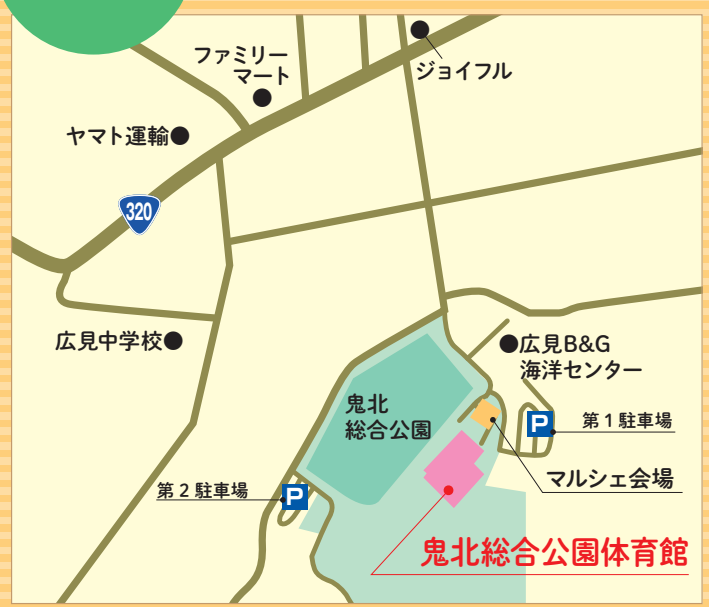 ファミリー
マート
ジョイフル
ヤマト運輸
320
広見中学校
広見B&G
海洋センター
鬼北
総合公園
P
第1駐車場
マルシェ会場
第2駐車場
P
鬼北総合公園体育館